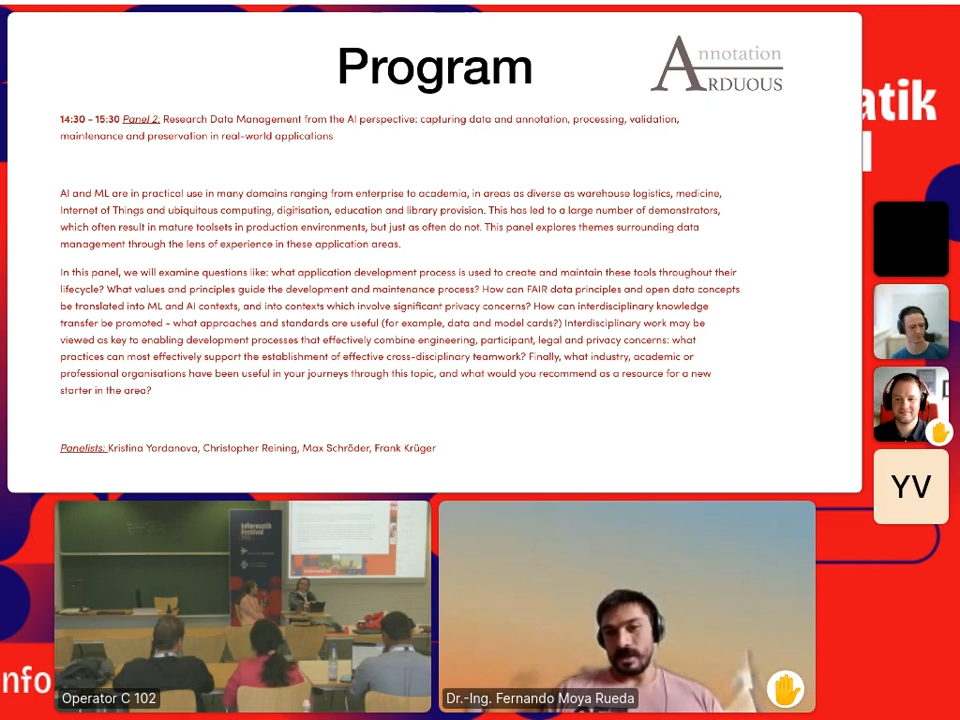 Program
Annotation
ARDUOUS
14:30 - 15:30 Panel 2: Research Data Management from the AI perspective: capturing data and annotation, processing, validation,
maintenance and preservation in real-world applications
AI and ML are in practical use in many domains ranging from enterprise to academia, in areas as diverse as warehouse logistics, medicine,
Internet of Things and ubiquitous computing, digitisation, education and library provision. This has led to a large number of demonstrators,
which often result in mature toolsets in production environments, but just as often do not. This panel explores themes surrounding data
management through the lens of experience in these application areas.
In this panel, we will examine questions like: what application development process is used to create and maintain these tools throughout their
lifecycle? What values and principles guide the development and maintenance process? How can FAIR data principles and open data concepts
be translated into ML and AI contexts, and into contexts which involve significant privacy concerns? How can interdisciplinary knowledge
transfer be promoted - what approaches and standards are useful (for example, data and model cards?) Interdisciplinary work may be
viewed as key to enabling development processes that effectively combine engineering, participant, legal and privacy concerns: what
practices can most effectively support the establishment of effective cross-disciplinary teamwork? Finally, what industry, academic or
professional organisations have been useful in your journeys through this topic, and what would you recommend as a resource for a new
starter in the area?
Panelists: Kristina Yordanova, Christopher Reining, Max Schröder, Frank Krüger
atik
YV
Informatik
Festival
nfo
Operator C 102
Dr.-Ing. Fernando Moya Rueda